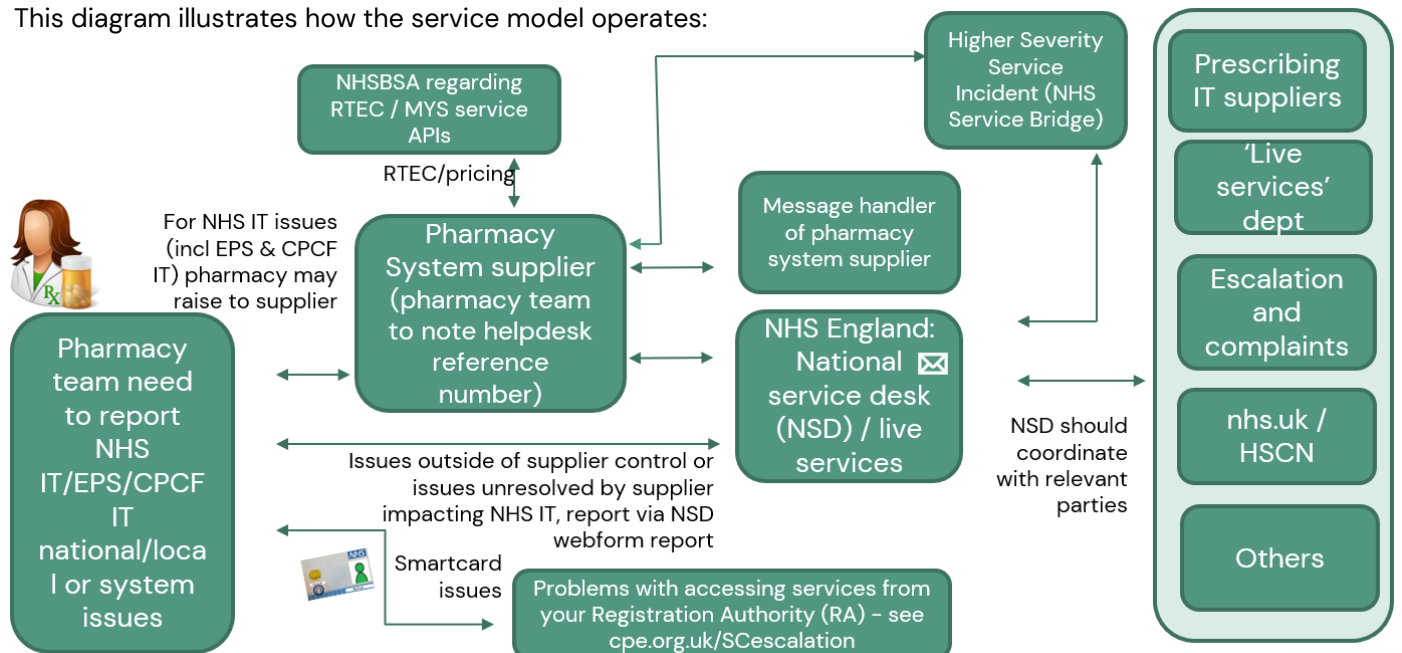 This diagram illustrates how the service model operates:
Higher Severity
Service
Incident (NHS
Service Bridge)
Prescribing
IT suppliers
NHSBSA regarding
RTEC / MYS service
APIs
RTEC/pricing
'Live
services'
dept
Message handler
of pharmacy
system supplier
For NHS IT issues
(incl EPS & CPCF
IT) pharmacy may
raise to supplier
Rx
Pharmacy
System supplier
(pharmacy team
to note helpdesk
reference
number)
Escalation
and
complaints
NHS England:
National
service desk
(NSD) / live
services
Pharmacy
team need
to report
NHS
IT/EPS/CPCF
IT
national/loca
l or system
issues
nhs.uk /
HSCN
NSD should
coordinate
with relevant
parties
Issues outside of supplier control or
issues unresolved by supplier
impacting NHS IT, report via NSD
webform report
Others
NHS
Smartcard
issues
Problems with accessing services from
your Registration Authority (RA) - see
cpe.org.uk/SCescalation